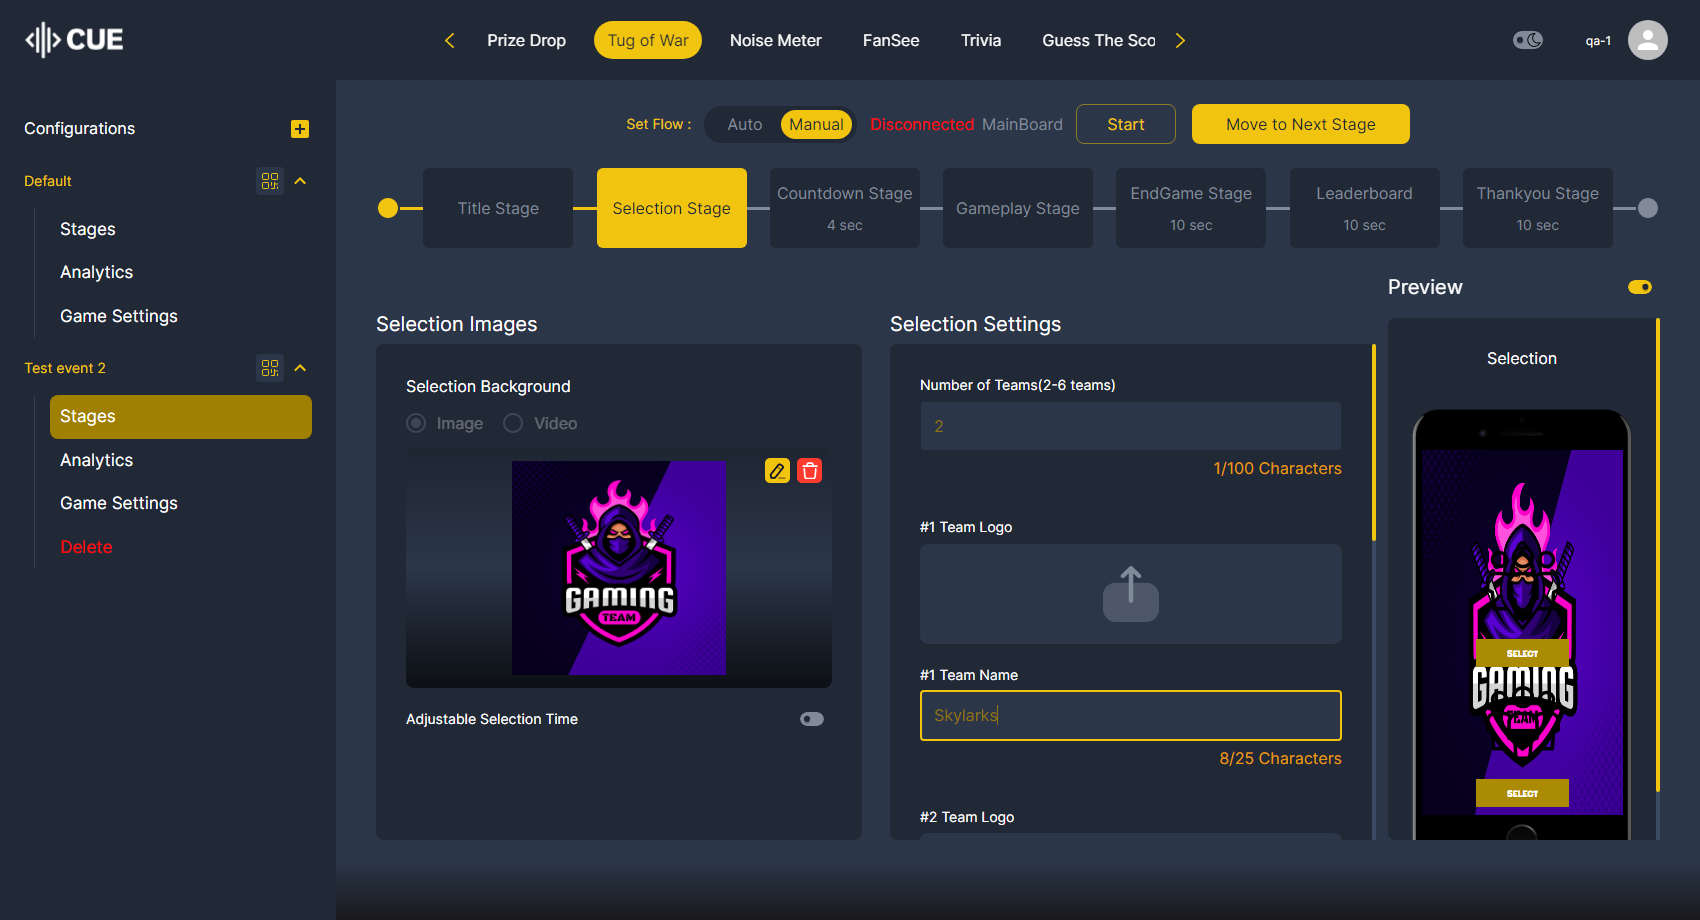 CUE
Prize Drop
Tug of War
Noise Meter
FanSee
Trivia
Guess The Sco
qa-1
Configurations
Default
Stages
Analytics
Game Settings
Test event 2
Stages
Analytics
Game Settings
Delete
Set Flow :
Auto
Manual
Disconnected MainBoard
Start
Move to Next Stage
Title Stage
Selection Stage
Countdown Stage
4 sec
Gameplay Stage
EndGame Stage
10 sec
Leaderboard
10 sec
Thankyou Stage
10 sec
Selection Images
Selection Background
Image
Video
GAMING
TEAM
Adjustable Selection Time
Selection Settings
Number of Teams(2-6 teams)
2
1/100 Characters
#1 Team Logo
#1 Team Name
Skylarks
8/25 Characters
#2 Team Logo
Preview
Selection
SELECT
GAMING
TEAM
SELECT